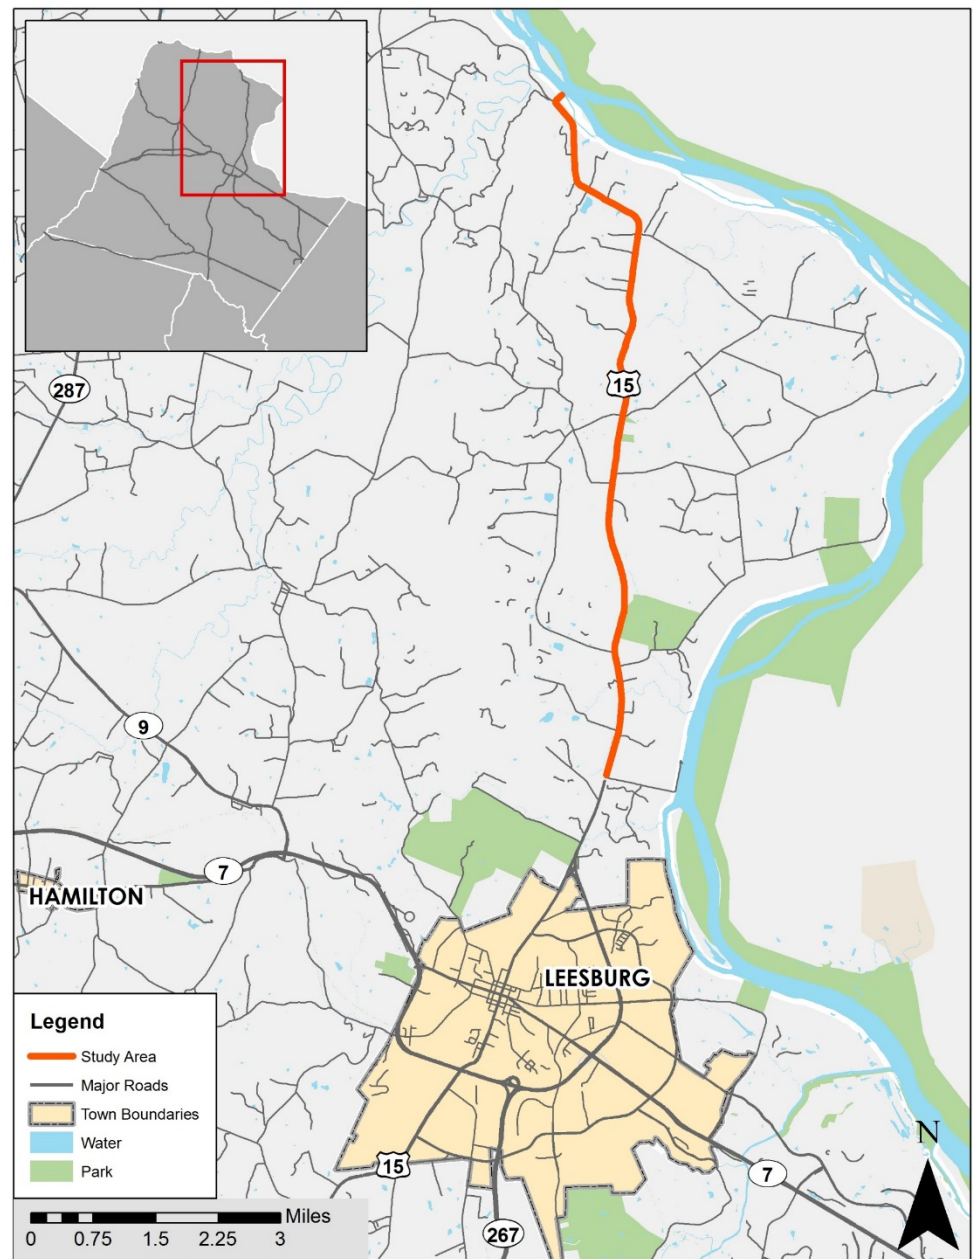 15
287
9
7
HAMILTON
LEESBURG
Legend
Study Area
Major Roads
Town Boundaries
Water
Park
N
15
7
267
Miles
0 0.75 1.5 2.25 3